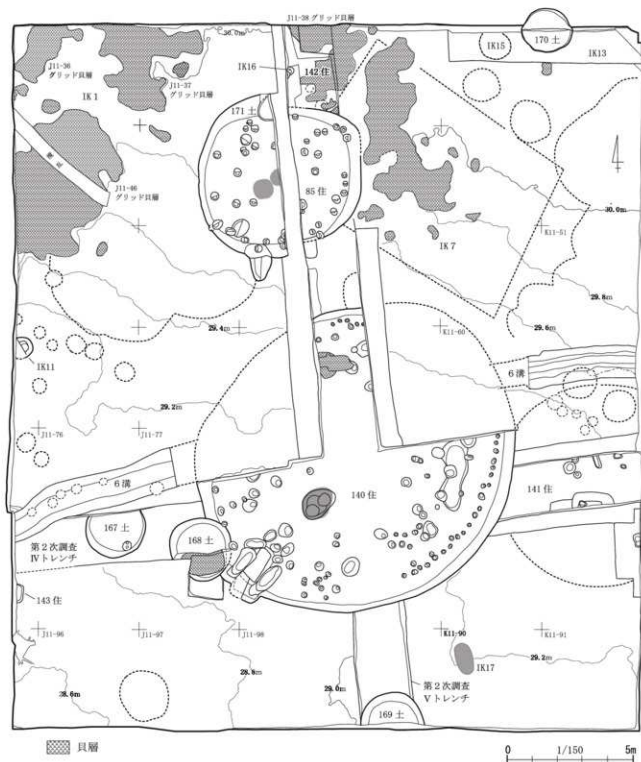 J11-38 グリッド貝層
30.0m
170 土
J11-36
グリッド貝層
IK16
142 住
IK15
IK13
J11-37
グリッド貝層
IK 1
171 土
85 住
J11-46
グリッド貝層
30.0m
K11-51
IK 7
29.8m
29.4m
K11-60
29.6m
IK11
6 溝
29.2m
J11-76
J11-77
6 溝
140 住
141 住
167 土
168 土
第２次調査
Ⅳトレンチ
143 住
J11-96
J11-97
J11-98
K11-90
K11-91
28.8m
29.2m
IK17
28.6m
29.0m
第２次調査
Ⅴトレンチ
169 土
貝層
0
1/150
5m